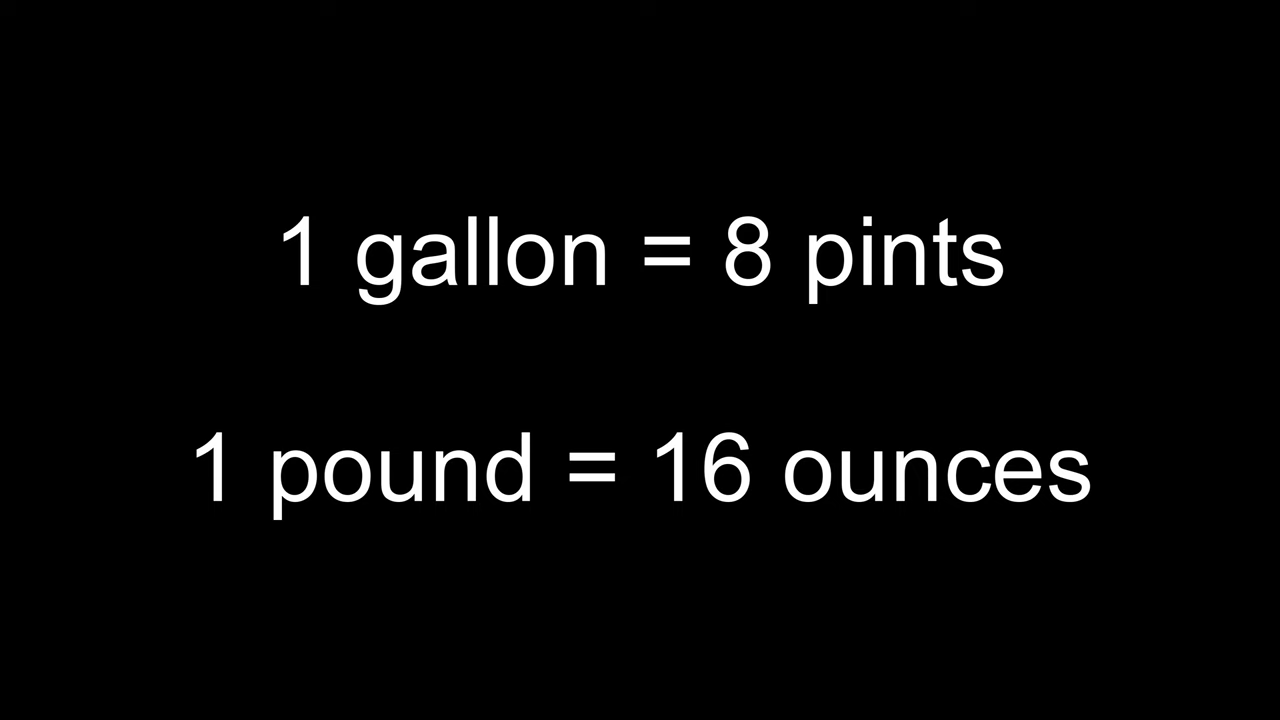 1 gallon = 8 pints
1 pound = 16 ounces